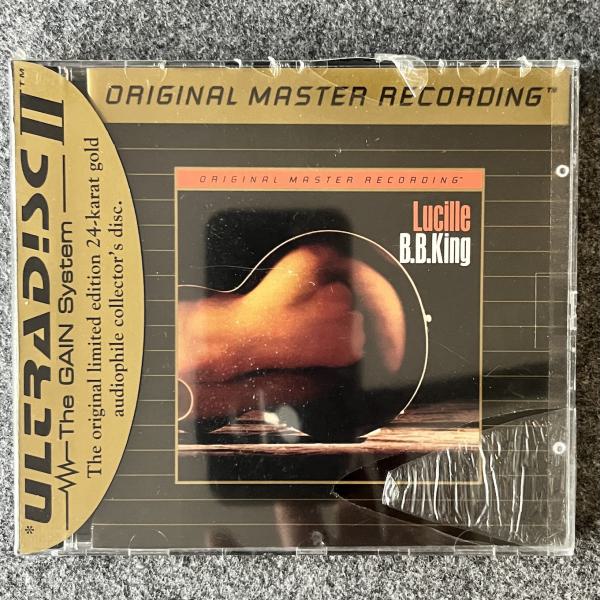 ORIGINAL MASTER RECORDING™
*ULTRADISC II™
The GAIN System
The original limited edition 24-karat gold
audiophile collector's disc.
ORIGINAL MASTER RECORDING™
Lucille
B.B.King